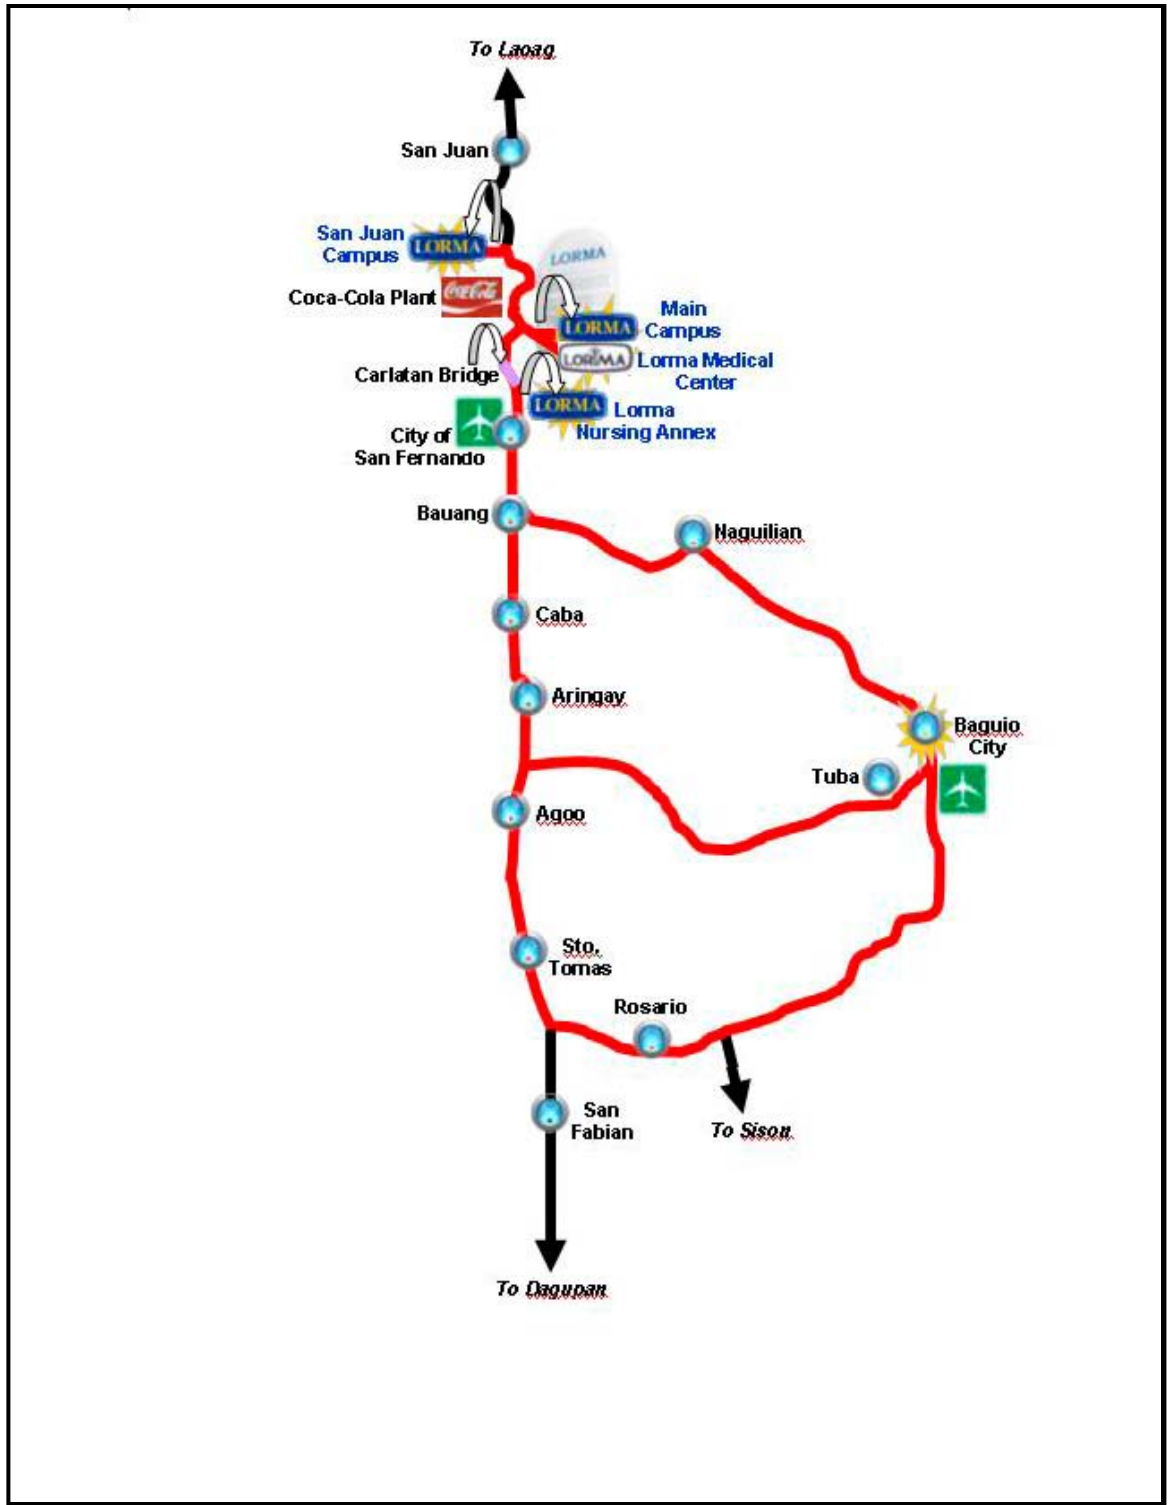 To Laoag
San Juan
San Juan
Campus
LORMA
LORMA
Coca-Cola Plant
Coca-Cola
Main
Campus
LORMA
LORMA
Lorma Medical
Center
Carlatan Bridge
LORMA
Lorma
Nursing Annex
City of
San Fernando
Bauang
Naguilian
Caba
Aringay
Baguio
City
Tuba
Agoo
Sto.
Tomas
Rosario
San
Fabian
To Sison
To Dagupan